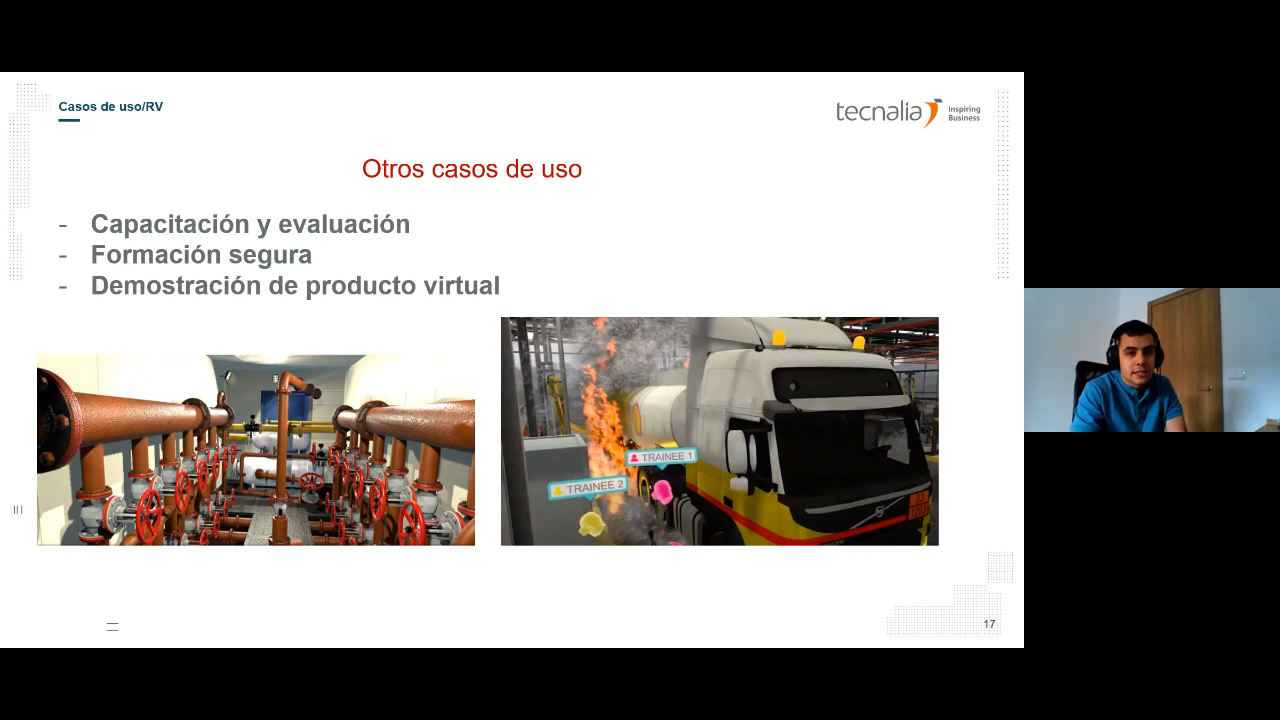 Casos de uso/RV
tecnalia
Inspiring
Business
Otros casos de uso
- Capacitación y evaluación
- Formación segura
- Demostración de producto virtual
TRAINEE 1
TRAINEE 2
33
17